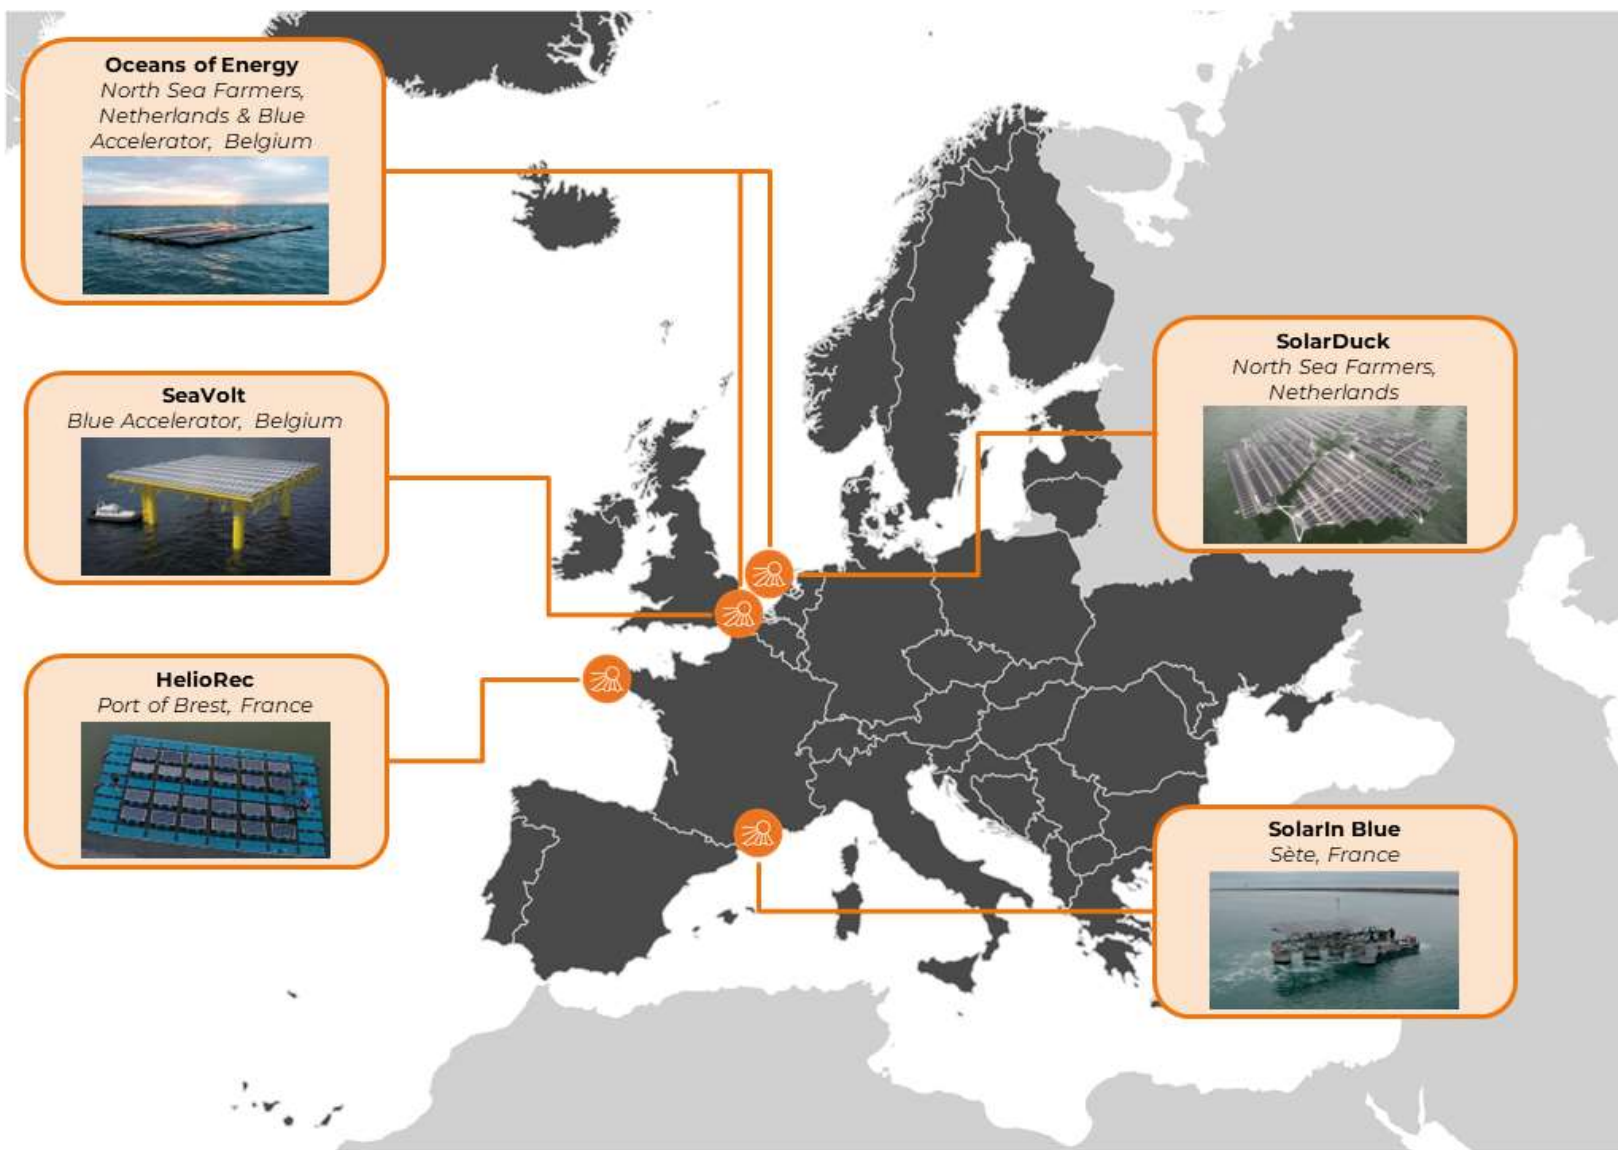 Oceans of Energy
North Sea Farmers,
Netherlands & Blue
Accelerator, Belgium
SeaVolt
Blue Accelerator, Belgium
HelioRec
Port of Brest, France
SolarDuck
North Sea Farmers,
Netherlands
SolarIn Blue
Sète, France